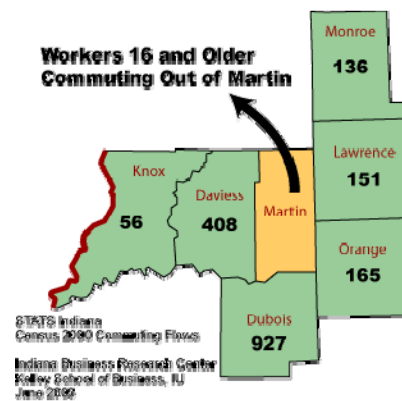 Monroe
136
Workers 16 and Older
Commuting Out of Martin
Lawrence
151
Knox
56
Daviess
408
Martin
Orange
165
Dubois
927
STATS Indiana
Census 2000 Commuting Flows
Indiana Business Research Center
Kelley School of Business, IU
June 2003